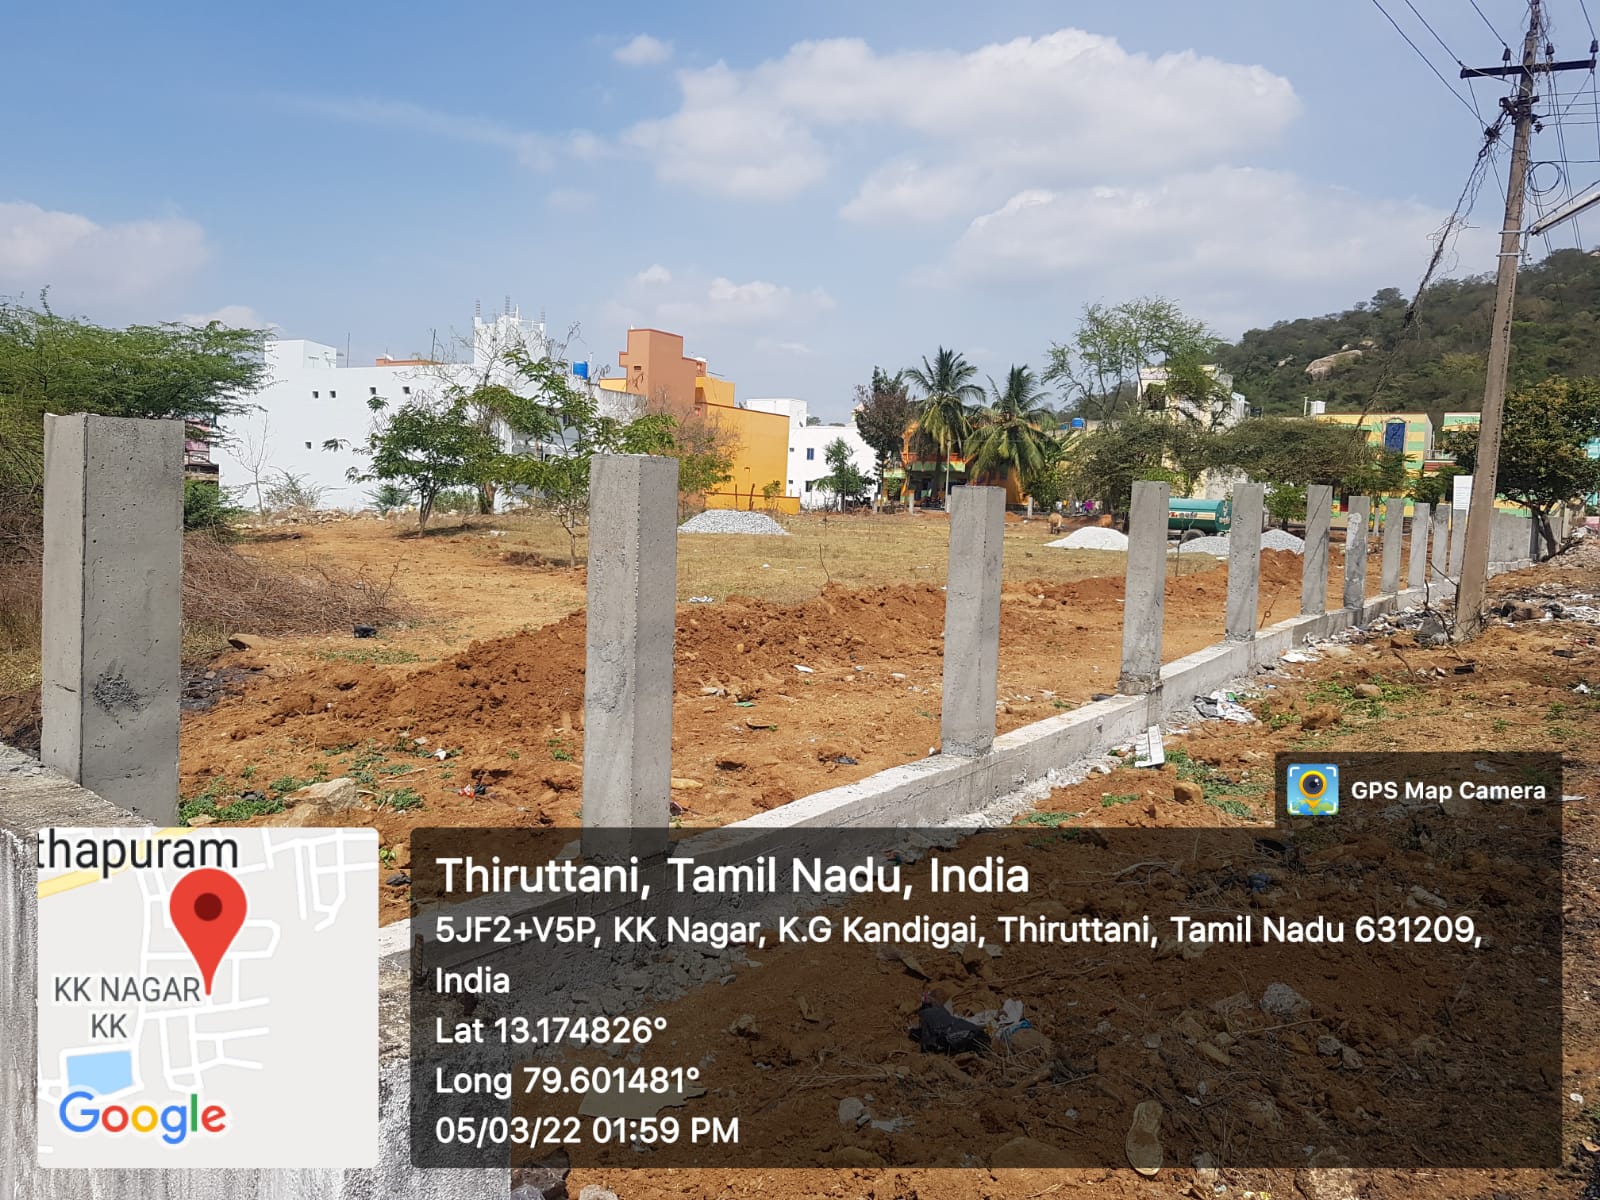 GPS Map Camera
thapuram
KK NAGAR
KK
Google
Thiruttani, Tamil Nadu, India
5JF2+V5P, KK Nagar, K.G Kandigai, Thiruttani, Tamil Nadu 631209,
India
Lat 13.174826°
Long 79.601481°
05/03/22 01:59 PM